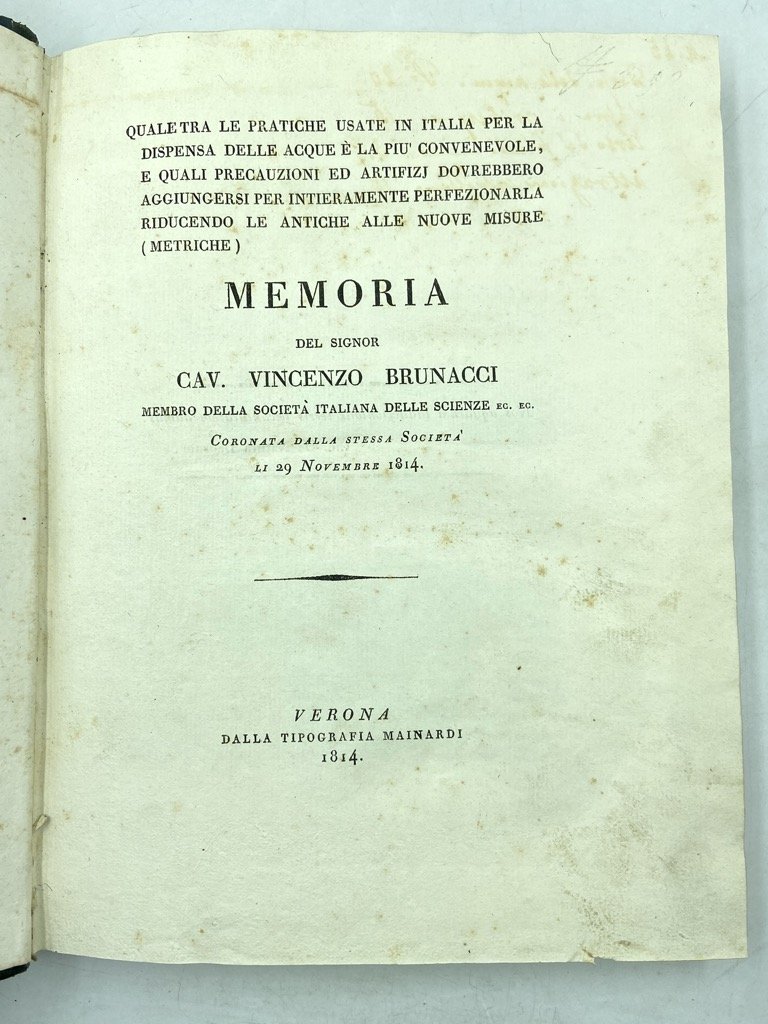 QUALE TRA LE PRATICHE USATE IN ITALIA PER LA
DISPENSA DELLE ACQUE È LA PIU' CONVENEVOLE,
E QUALI PRECAUZIONI ED ARTIFIZJ DOVREBBERO
AGGIUNGERSI PER INTIERAMENTE PERFEZIONARLA
RIDUCENDO LE ANTICHE ALLE NUOVE MISURE
(METRICHE)
MEMORIA
DEL SIGNOR
CAV. VINCENZO BRUNACCI
MEMBRO DELLA SOCIETÀ ITALIANA DELLE SCIENZE EC. EC.
CORONATA DALLA STESSA SOCIETA'
LI 29 NOVEMBRE 1814.
VERONA
DALLA TIPOGRAFIA MAINARDI
1814.